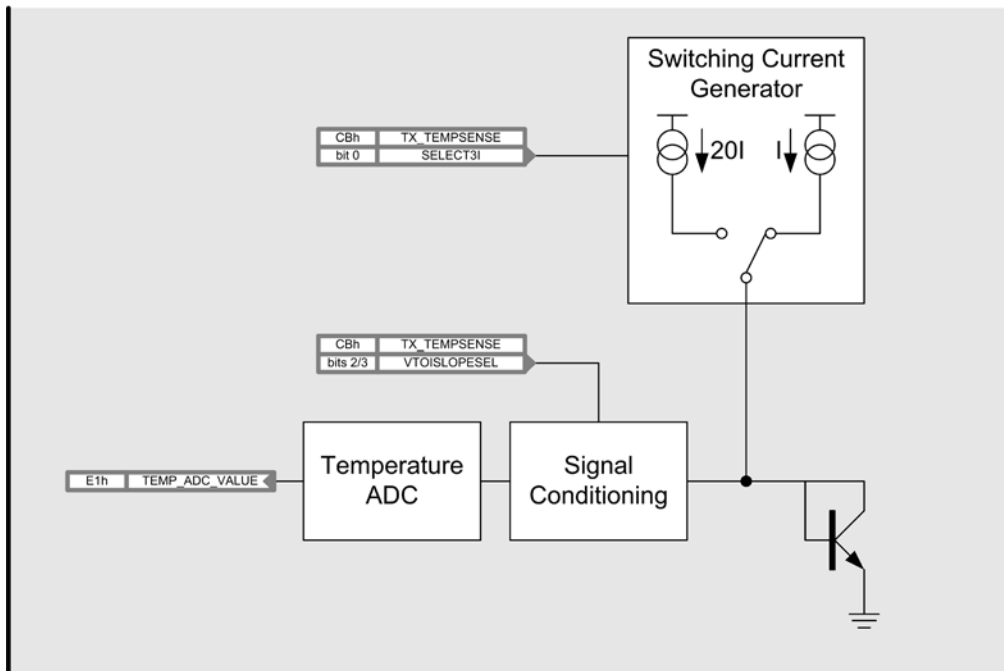 Switching Current
Generator
20I I
CBh TX_TEMPSENSE
bit 0 SELECT3I
CBh TX_TEMPSENSE
bits 2/3 VTOISLOPESEL
E1h TEMP_ADC_VALUE
Temperature
ADC
Signal
Conditioning